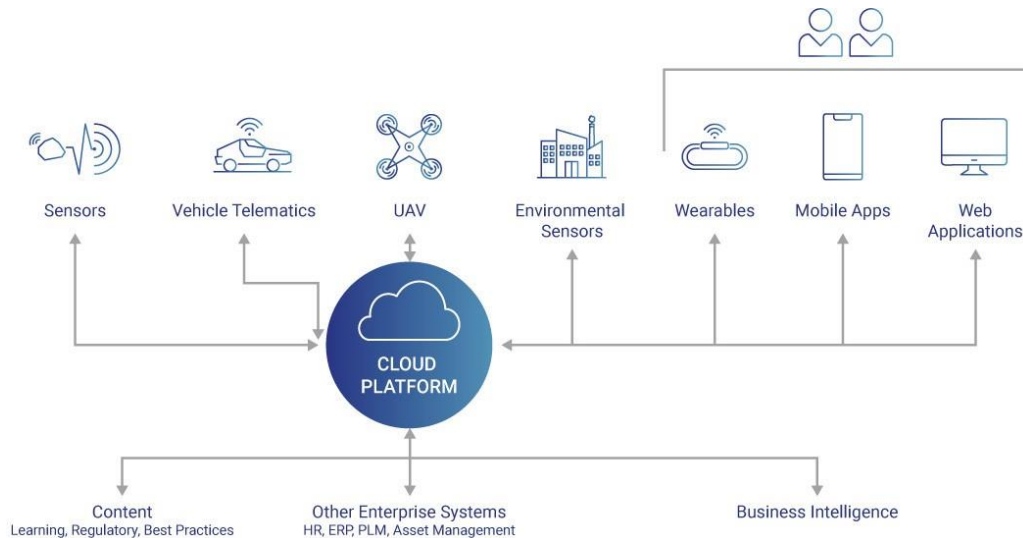 Sensors
Vehicle Telematics
UAV
Environmental
Sensors
Wearables
Mobile Apps
Web
Applications
CLOUD
PLATFORM
Content
Learning, Regulatory, Best Practices
Other Enterprise Systems
HR, ERP, PLM, Asset Management
Business Intelligence